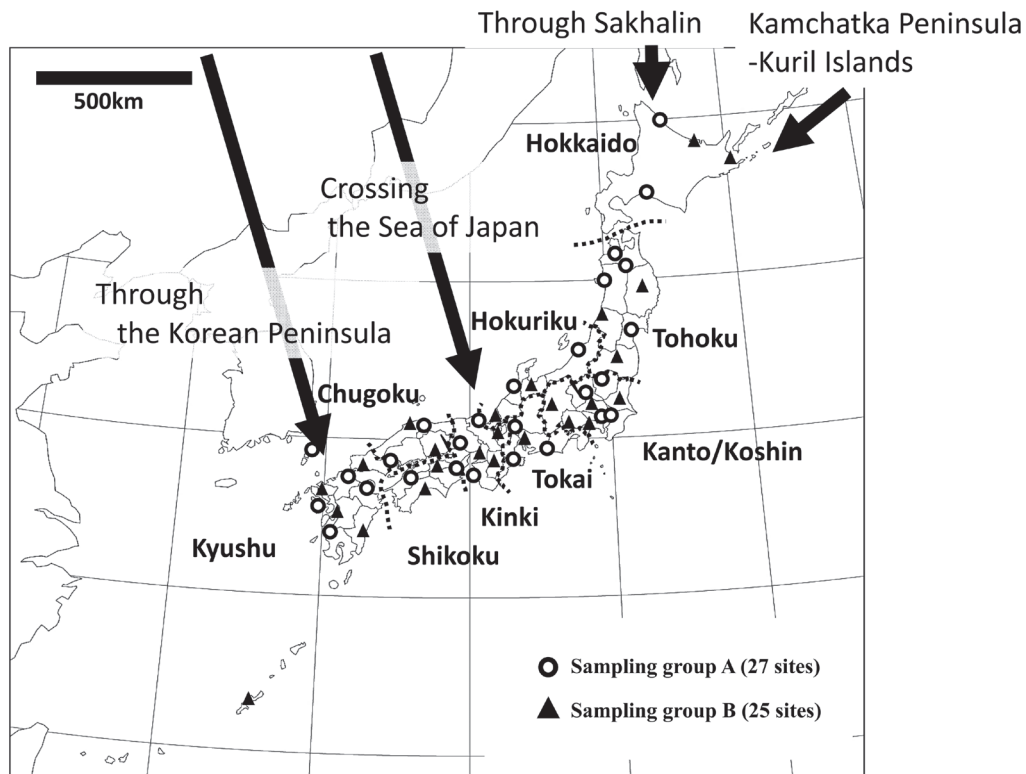 Through Sakhalin
Kamchatka Peninsula
-Kuril Islands
500km
Hokkaido
Crossing
the Sea of Japan
Through
the Korean Peninsula
Hokuriku
Tohoku
Chugoku
Kanto/Koshin
Tokai
Kinki
Kyushu
Shikoku
Sampling group A (27 sites)
Sampling group B (25 sites)